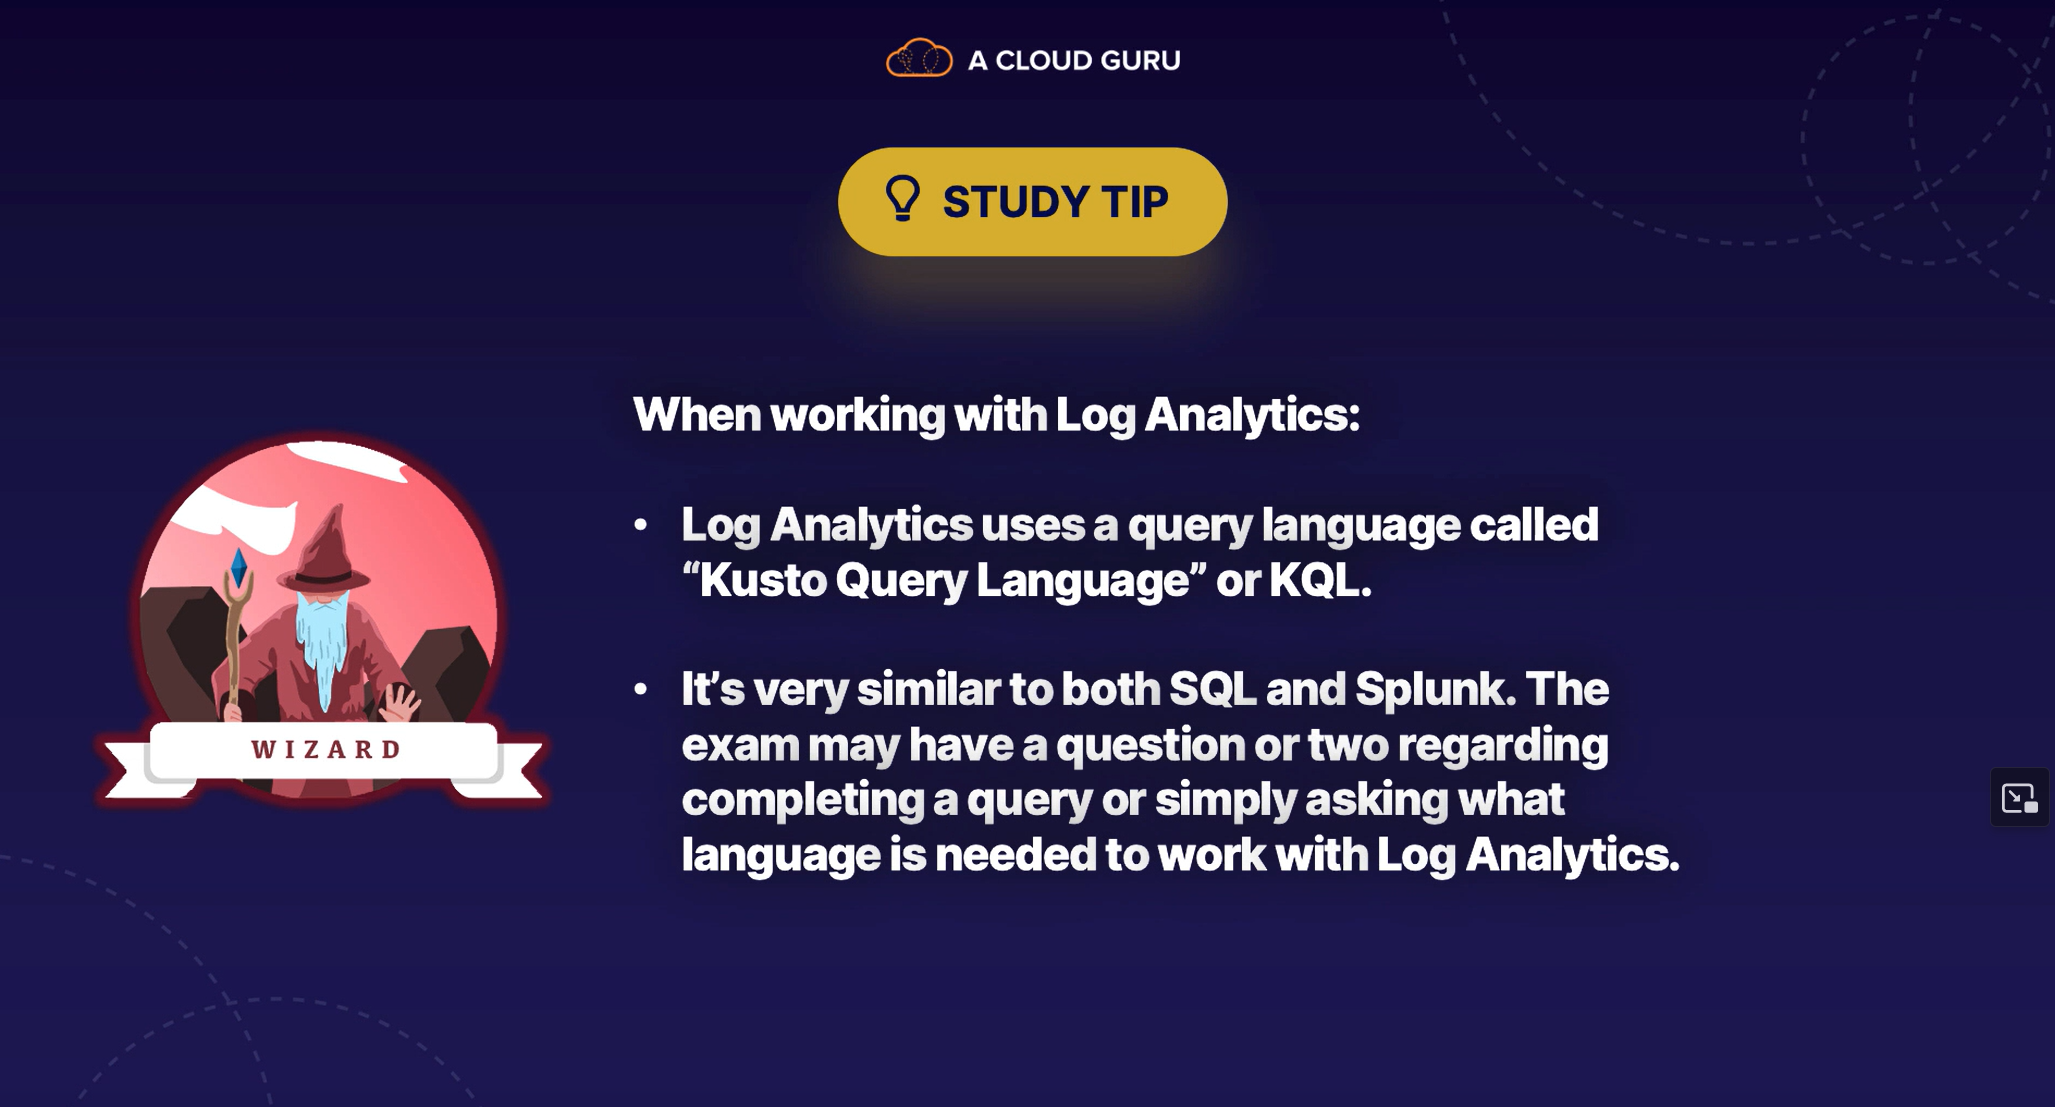 A CLOUD GURU
STUDY TIP
When working with Log Analytics:
• Log Analytics uses a query language called
“Kusto Query Language” or KQL.
• It’s very similar to both SQL and Splunk. The
exam may have a question or two regarding
completing a query or simply asking what
language is needed to work with Log Analytics.
WIZARD